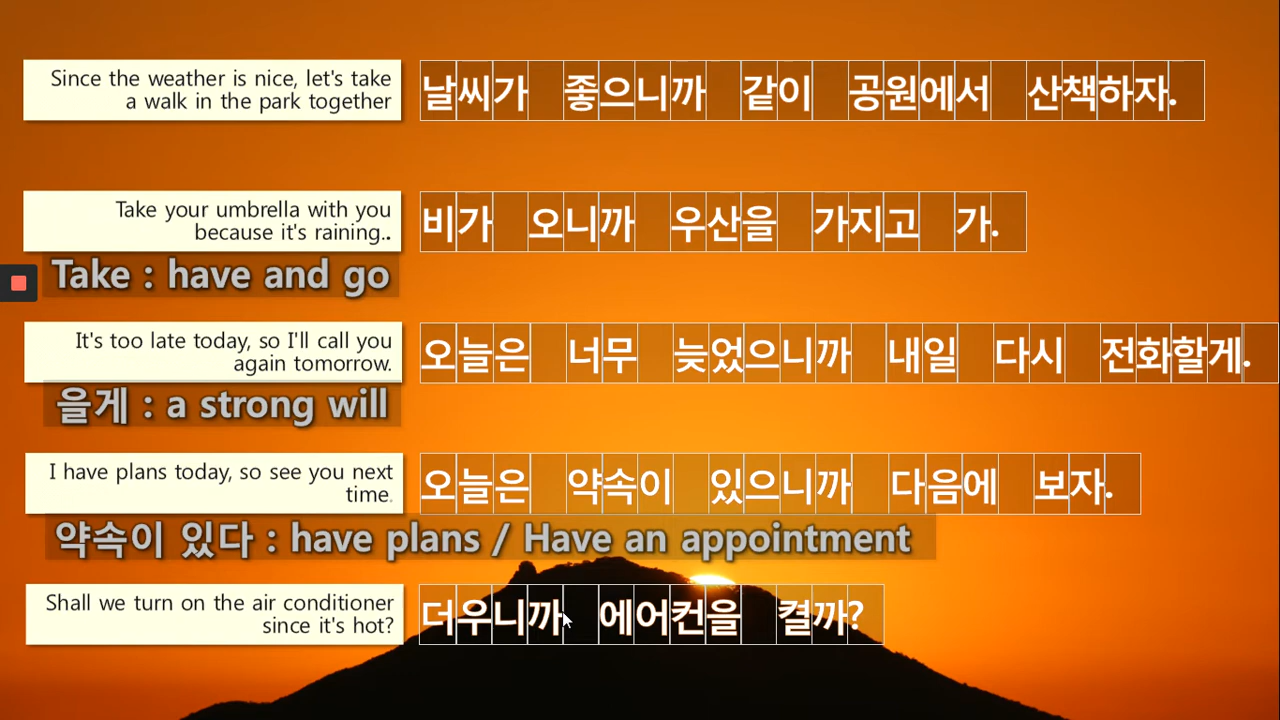 Since the weather is nice, let's take
a walk in the park together
날씨가 좋으니까 같이 공원에서 산책하자.
Take your umbrella with you
because it's raining..
비가 오니까 우산을 가지고 가.
Take : have and go
It's too late today, so I'll call you
again tomorrow.
오늘은 너무 늦었으니까 내일 다시 전화할게.
을게 : a strong will
I have plans today, so see you next
time.
오늘은 약속이 있으니까 다음에 보자.
약속이 있다 : have plans / Have an appointment
Shall we turn on the air conditioner
since it's hot?
더우니까 에어컨을 켤까?